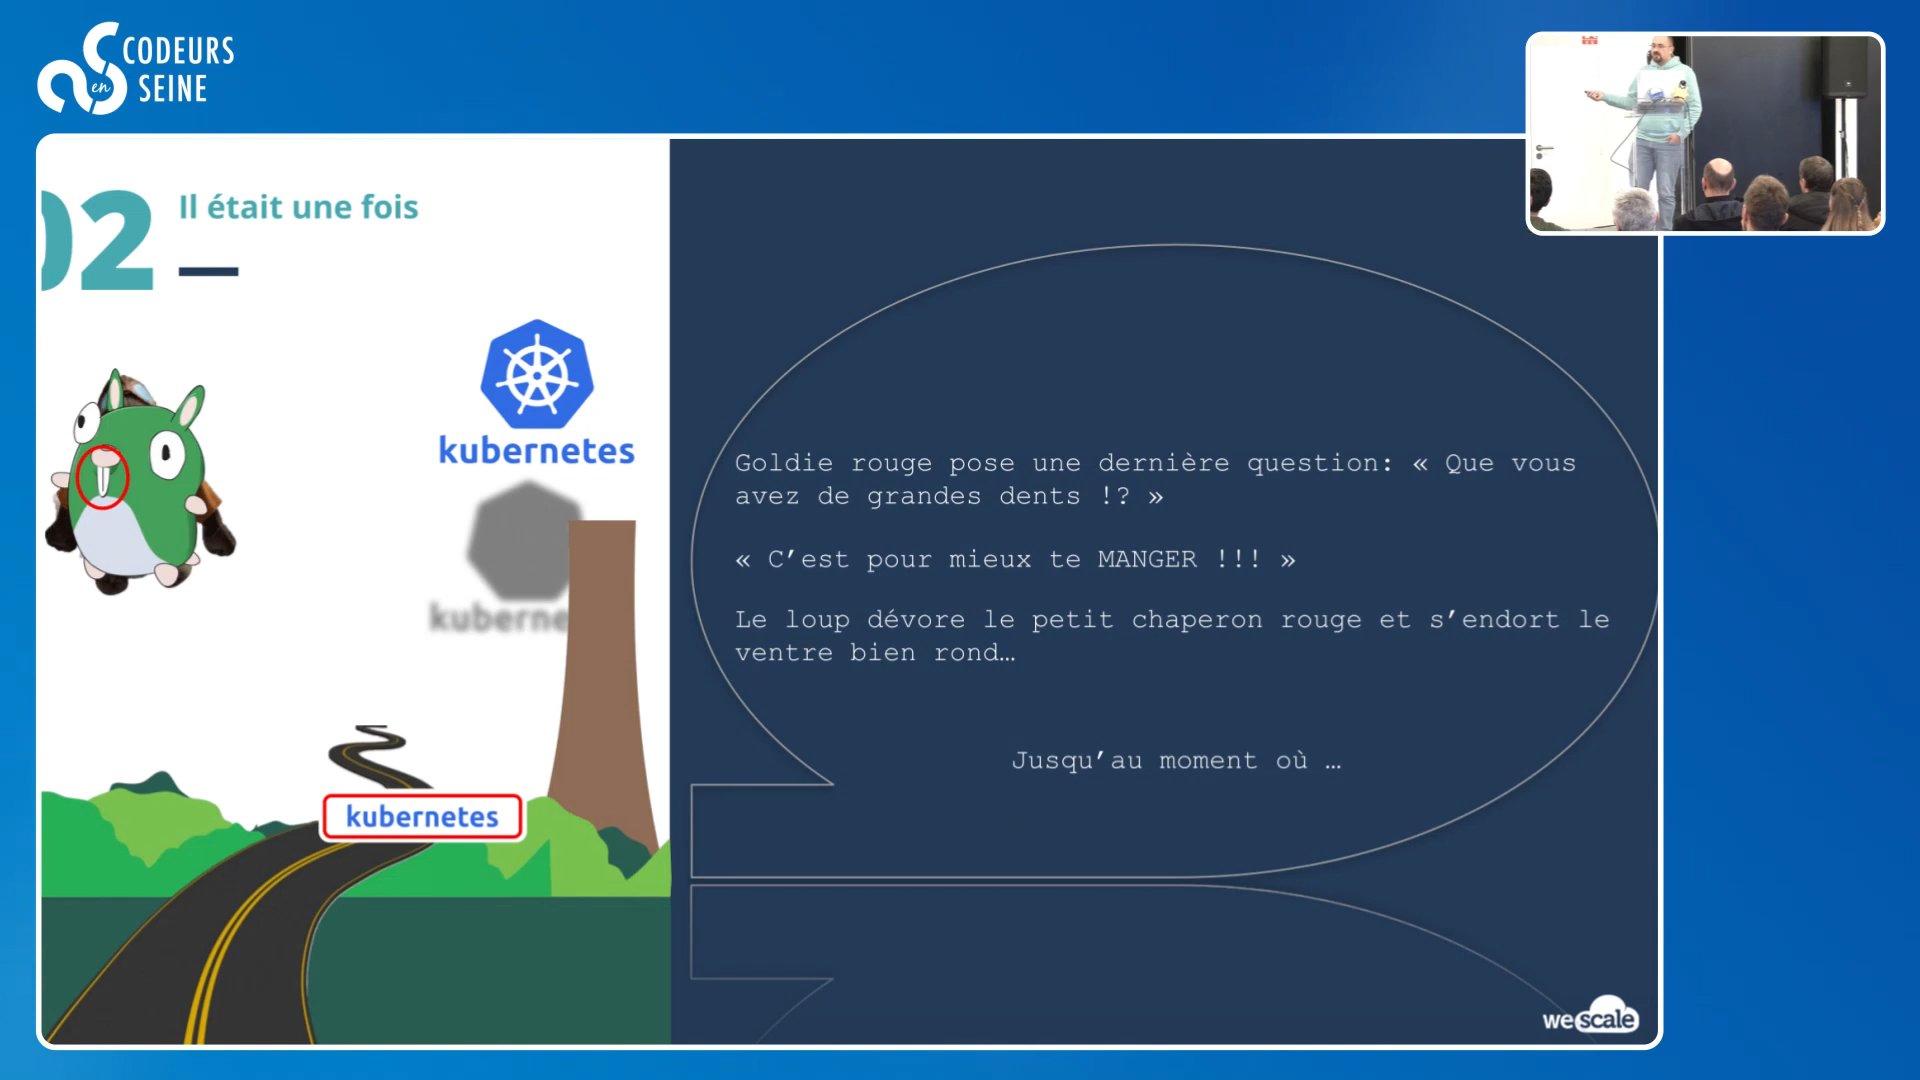 CODEURS
en
SEINE
02
Il était une fois
kubernetes
kuberne
kubernetes
Goldie rouge pose une dernière question: « Que vous
avez de grandes dents !? »
« C’est pour mieux te MANGER !!! »
Le loup dévore le petit chaperon rouge et s’endort le
ventre bien rond…
Jusqu’au moment où …
wescale